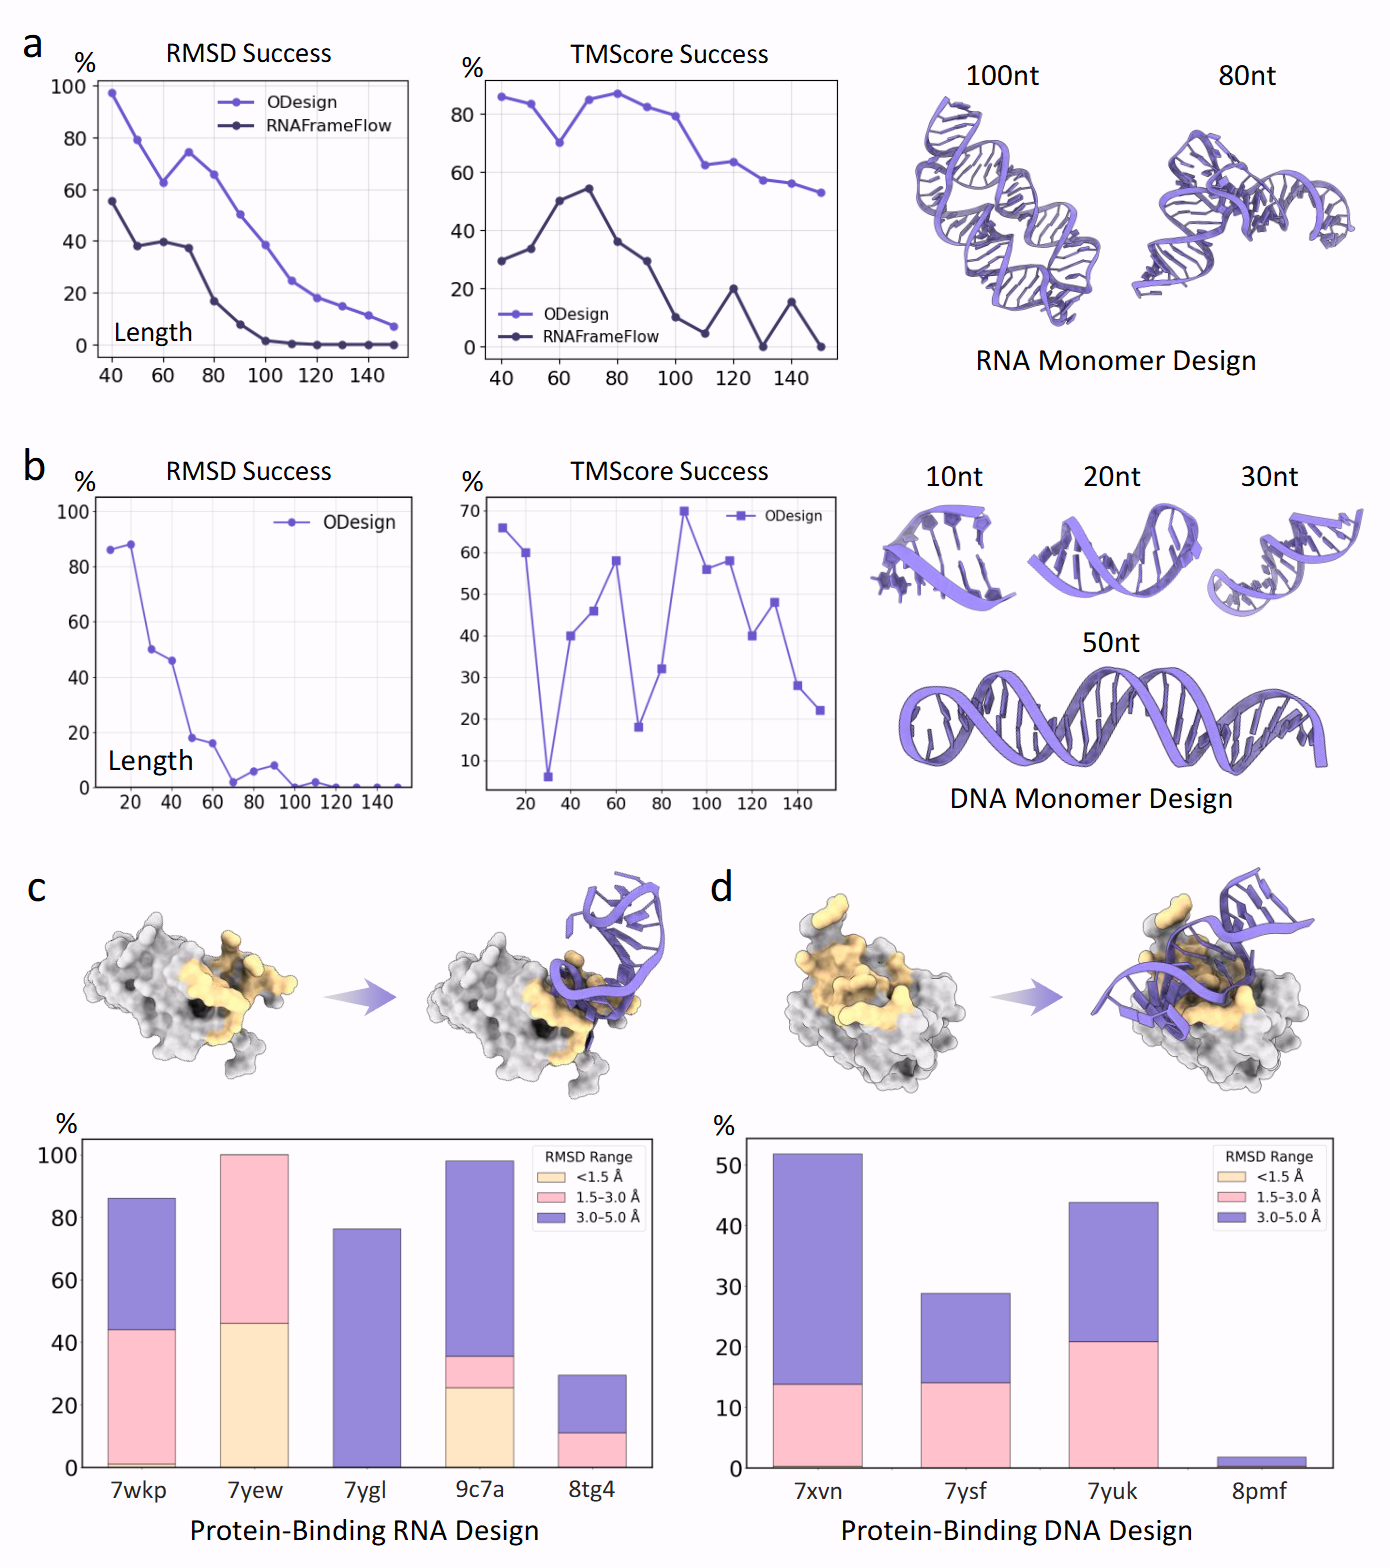 a
RMSD Success
%
100
80
60
40
20
0
ODesign
RNAFrameFlow
Length
40 60 80 100 120 140
TMScore Success
%
80
60
40
20
0
ODesign
RNAFrameFlow
40 60 80 100 120 140
100nt
80nt
RNA Monomer Design
b
RMSD Success
%
100
80
60
40
20
0
ODesign
Length
20 40 60 80 100 120 140
TMScore Success
%
70
60
50
40
30
20
10
ODesign
20 40 60 80 100 120 140
10nt
20nt
30nt
50nt
DNA Monomer Design
c
%
100
80
60
40
20
0
RMSD Range
<1.5 Å
1.5–3.0 Å
3.0–5.0 Å
7wkp 7yew 7ygl 9c7a 8tg4
Protein-Binding RNA Design
d
%
50
40
30
20
10
0
RMSD Range
<1.5 Å
1.5–3.0 Å
3.0–5.0 Å
7xvn 7ysf 7yuk 8pmf
Protein-Binding DNA Design